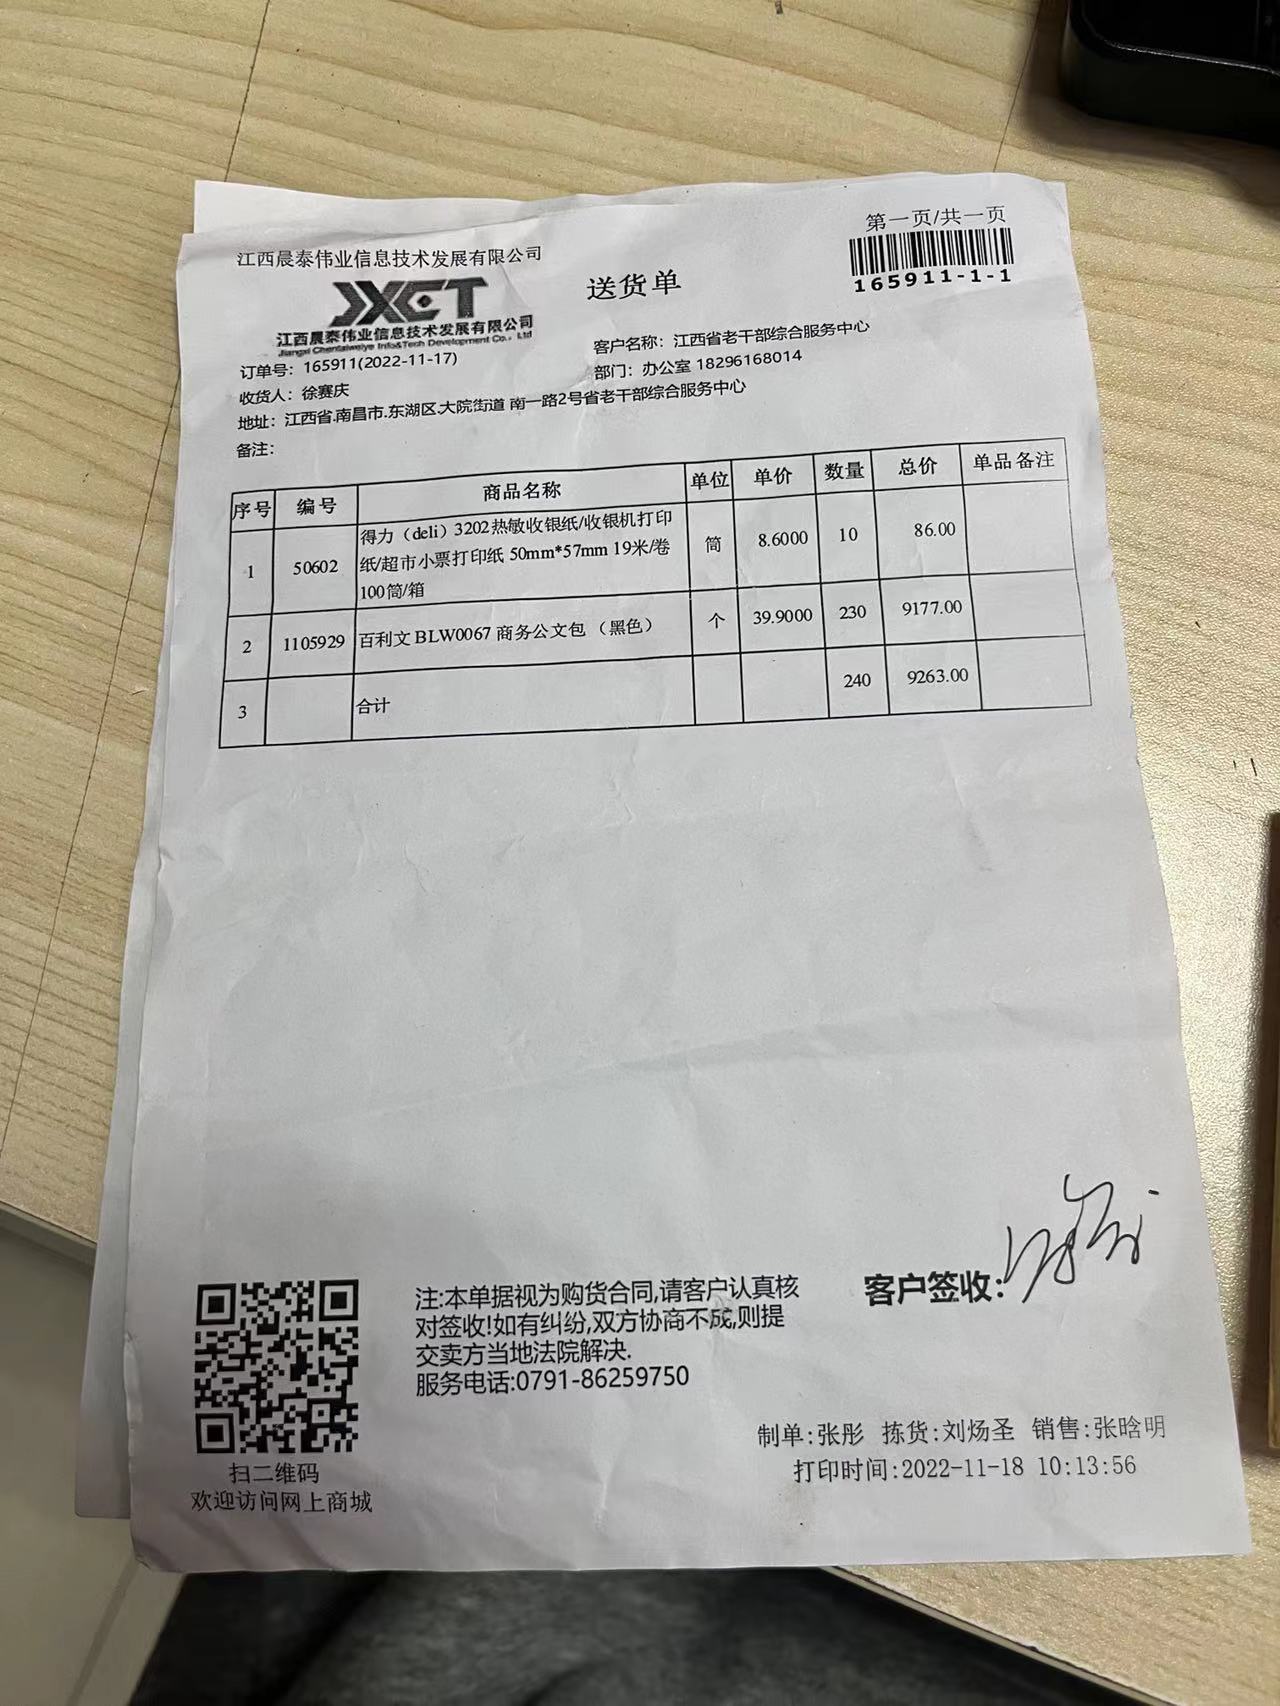 第一页/共一页
江西晨泰伟业信息技术发展有限公司
165911-1-1
送货单
JXCT
江西晨泰伟业信息技术发展有限公司
Jiangxi Chentaiweiye Info&Tech Development Co., Ltd
订单号: 165911(2022-11-17)
客户名称: 江西省老干部综合服务中心
收货人: 徐赛庆
部门: 办公室 18296168014
地址: 江西省.南昌市.东湖区.大院街道 南一路2号省老干部综合服务中心
备注:
序号 编号 商品名称 单位 单价 数量 总价 单品备注
1 50602 得力（deli）3202热敏收银纸/收银机打印
纸/超市小票打印纸 50mm*57mm 19米/卷
100筒/箱 筒 8.6000 10 86.00
2 1105929 百利文 BLW0067 商务公文包 （黑色） 个 39.9000 230 9177.00
3 合计 240 9263.00
注:本单据视为购货合同,请客户认真核
对签收!如有纠纷,双方协商不成,则提
交卖方当地法院解决.
服务电话:0791-86259750
客户签收:
扫二维码
欢迎访问网上商城
制单:张彤 拣货:刘炀圣 销售:张晗明
打印时间:2022-11-18 10:13:56